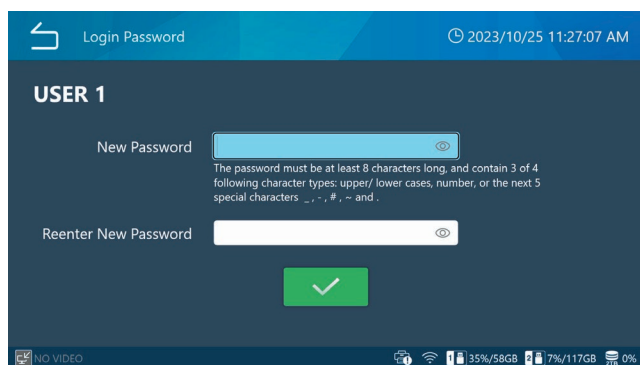 Login Password
2023/10/25 11:27:07 AM
USER 1
New Password
The password must be at least 8 characters long, and contain 3 of 4
following character types: upper/ lower cases, number, or the next 5
special characters _ , - , # , ~ and .
Reenter New Password
NO VIDEO
1 35%/58GB 2 7%/117GB 2TB 0%